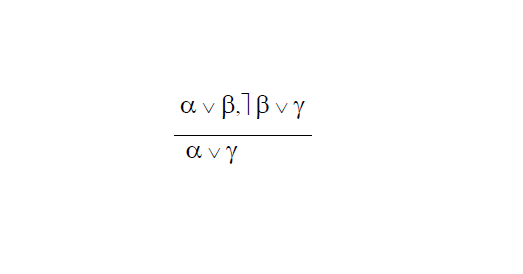 α ∨ β,⌉β ∨ γ
α ∨ γ